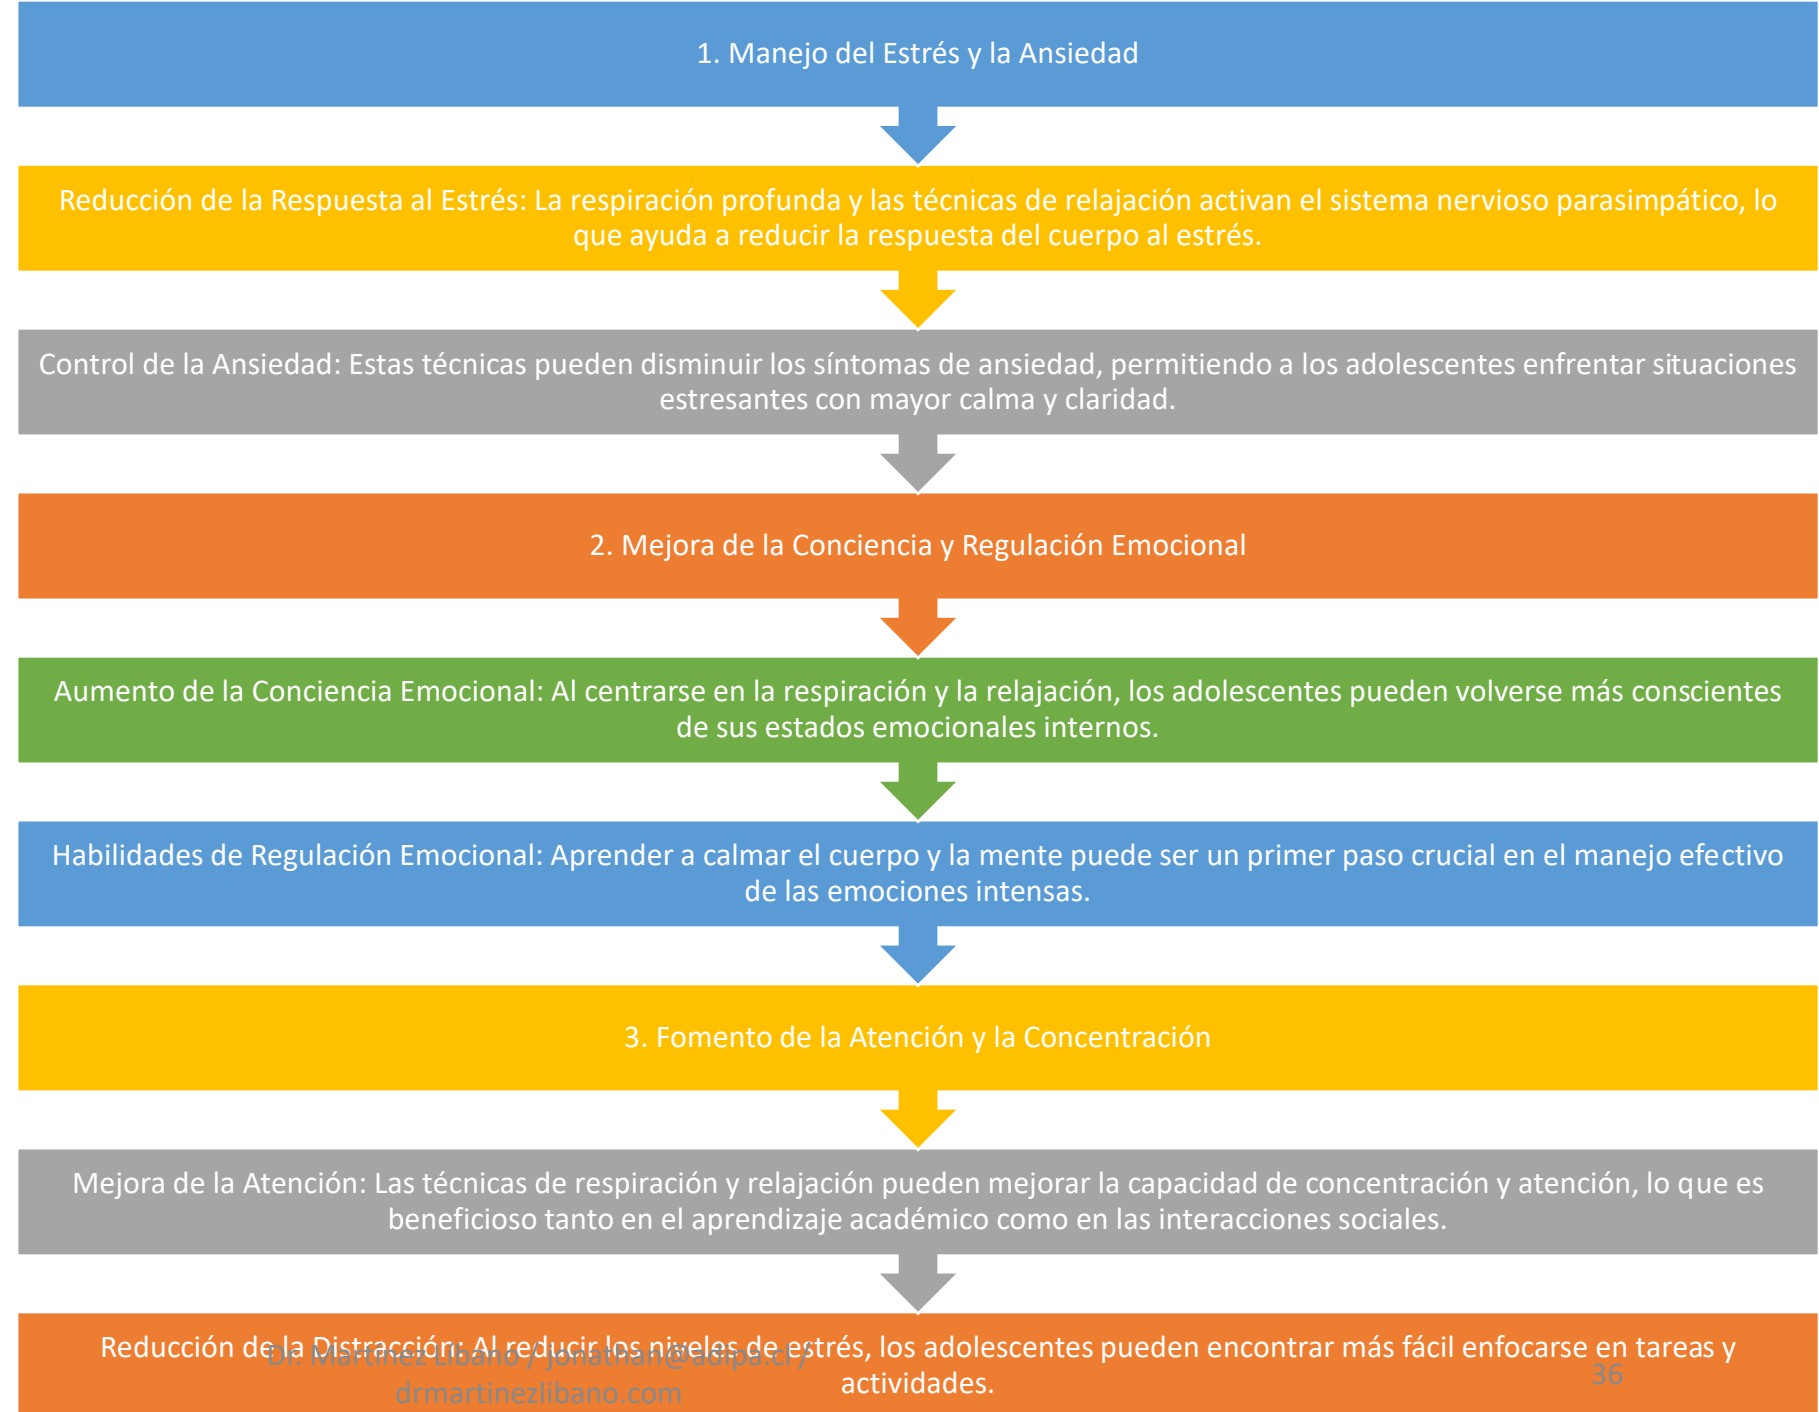 1. Manejo del Estrés y la Ansiedad
Reducción de la Respuesta al Estrés: La respiración profunda y las técnicas de relajación activan el sistema nervioso parasimpático, lo
que ayuda a reducir la respuesta del cuerpo al estrés.
Control de la Ansiedad: Estas técnicas pueden disminuir los síntomas de ansiedad, permitiendo a los adolescentes enfrentar situaciones
estresantes con mayor calma y claridad.
2. Mejora de la Conciencia y Regulación Emocional
Aumento de la Conciencia Emocional: Al centrarse en la respiración y la relajación, los adolescentes pueden volverse más conscientes
de sus estados emocionales internos.
Habilidades de Regulación Emocional: Aprender a calmar el cuerpo y la mente puede ser un primer paso crucial en el manejo efectivo
de las emociones intensas.
3. Fomento de la Atención y la Concentración
Mejora de la Atención: Las técnicas de respiración y relajación pueden mejorar la capacidad de concentración y atención, lo que es
beneficioso tanto en el aprendizaje académico como en las interacciones sociales.
Reducción de la Distracción: Al reducir los niveles de estrés, los adolescentes pueden encontrar más fácil enfocarse en tareas y
actividades.
Dr. Martínez Líbano / jonathan@adipa.cl /
drmartinezlibano.com
36